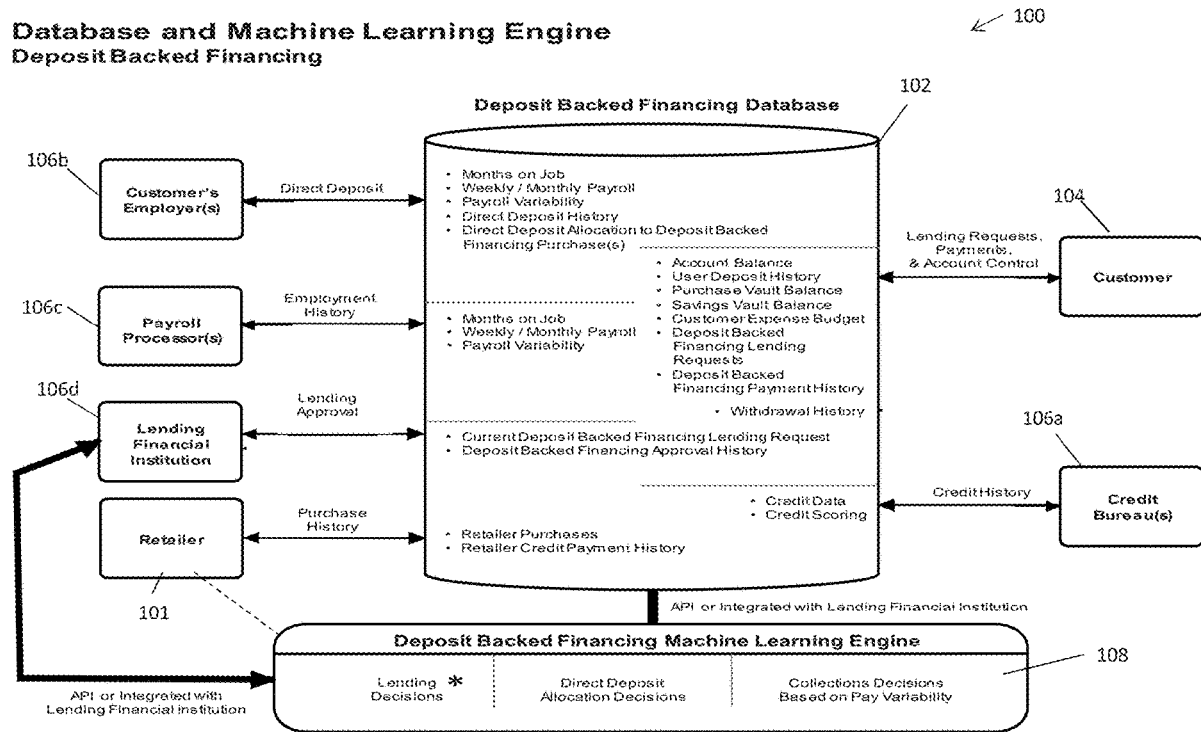 Database and Machine Learning Engine
Deposit Backed Financing
100
Deposit Backed Financing Database
102
106b
Customer's
Employer(s)
Direct Deposit
• Months on Job
• Weekly / Monthly Payroll
• Payroll Variability
• Direct Deposit History
• Direct Deposit Allocation to Deposit Backed
Financing Purchase(s)
104
Lending Requests,
Payments,
& Account Control
Customer
• Account Balance
• User Deposit History
• Purchase Vault Balance
• Savings Vault Balance
• Customer Expense Budget
• Deposit Backed
Financing Lending
Requests
• Deposit Backed
Financing Payment History
• Withdrawal History
106c
Payroll
Processor(s)
Employment
History
• Months on Job
• Weekly / Monthly Payroll
• Payroll Variability
106d
Lending
Financial
Institution
Lending
Approval
• Current Deposit Backed Financing Lending Request
• Deposit Backed Financing Approval History
106a
Credit
Bureau(s)
Credit History
• Credit Data
• Credit Scoring
Retailer
Purchase
History
• Retailer Purchases
• Retailer Credit Payment History
101
API or Integrated with Lending Financial Institution
Deposit Backed Financing Machine Learning Engine
108
Lending *
Decisions
Direct Deposit
Allocation Decisions
Collections Decisions
Based on Pay Variability
API or Integrated with
Lending Financial Institution